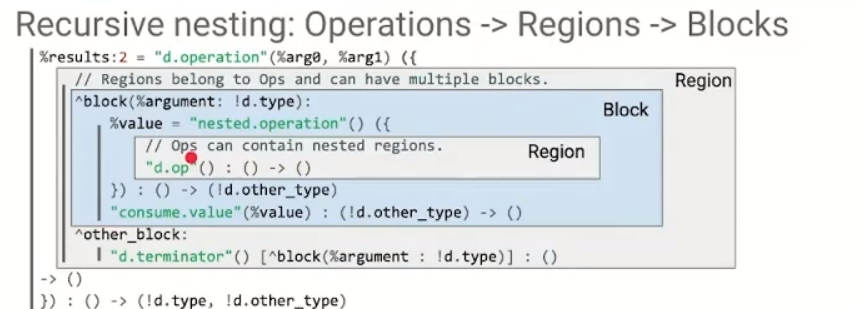 Recursive nesting: Operations -> Regions -> Blocks
%results:2 = "d.operation"(%arg0, %arg1) ({
// Regions belong to Ops and can have multiple blocks.
Region
^block(%argument: !d.type):
Block
%value = "nested.operation"() ({
// Ops can contain nested regions.
Region
"d.op"() : () -> ()
}) : () -> (!d.other_type)
"consume.value"(%value) : (!d.other_type) -> ()
^other_block:
"d.terminator"() [^block(%argument : !d.type)] : ()
-> ()
}) : () -> (!d.type, !d.other_type)